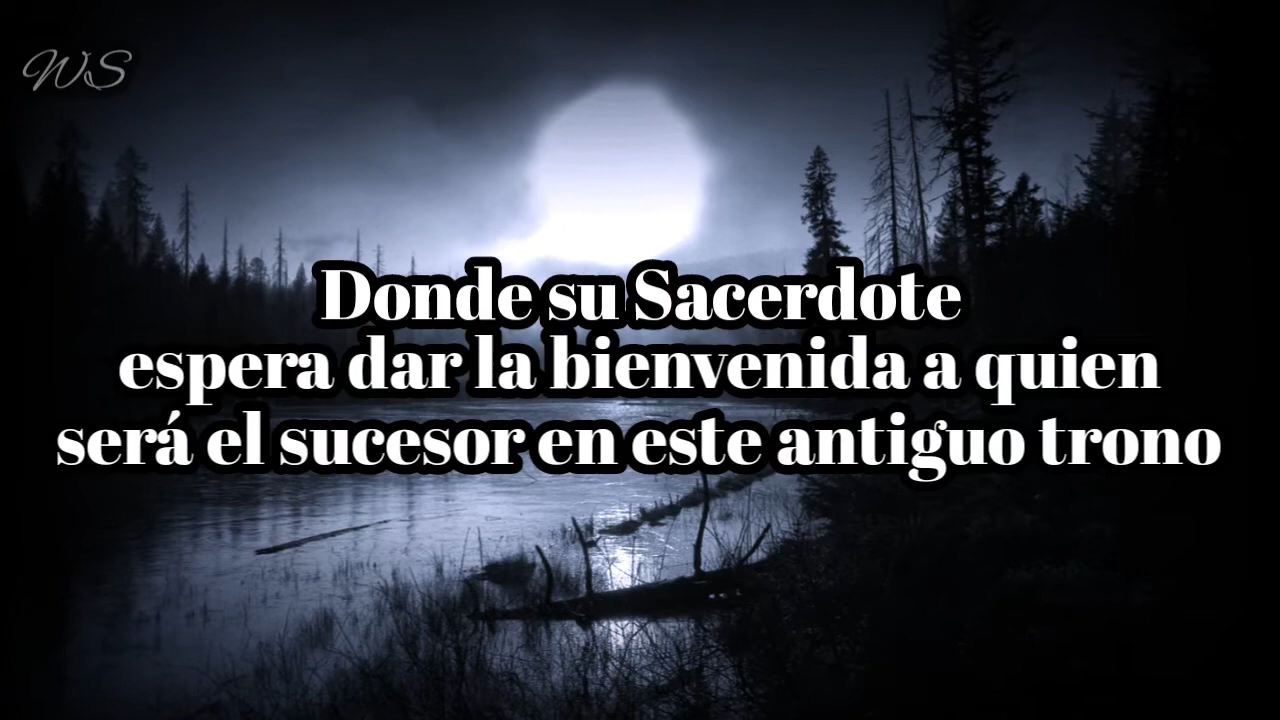 WS
Donde su Sacerdote
espera dar la bienvenida a quien
será el sucesor en este antiguo trono